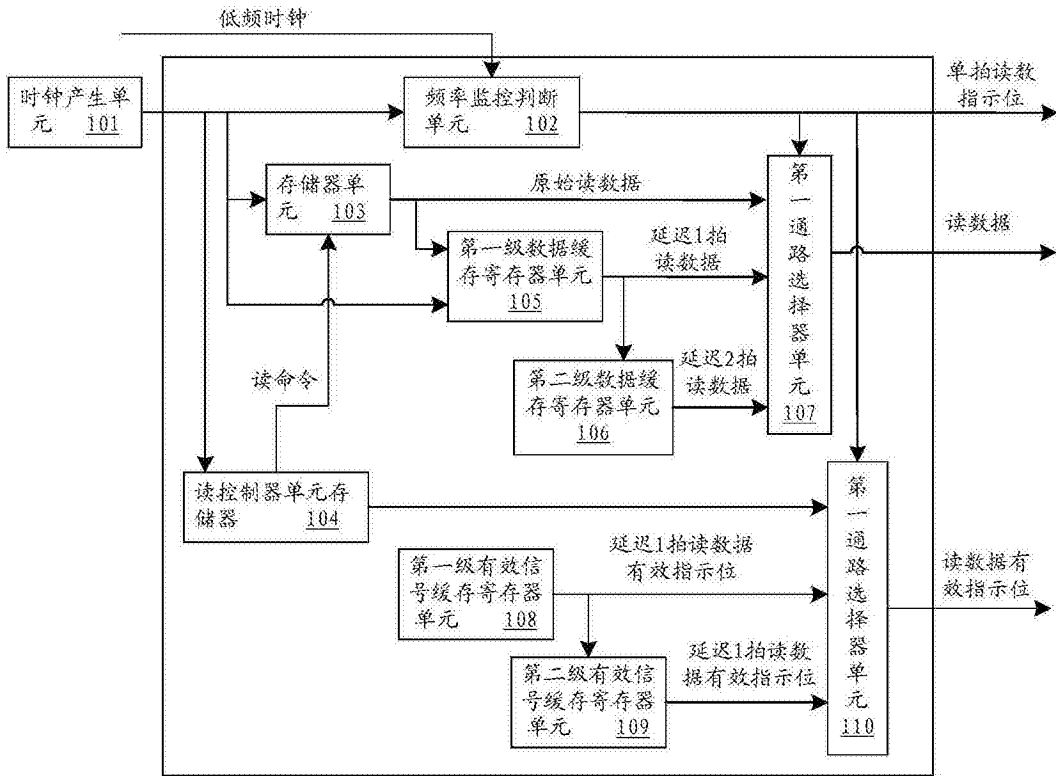 低频时钟
时钟产生单
元 101
频率监控判断
单元 102
单拍读数
指示位
存储器单
元 103
原始读数据
第一级数据缓
存寄存器单元
105
延迟1拍
读数据
第一通路选择器单元
107
读数据
读命令
第二级数据缓
存寄存器单元
106
延迟2拍
读数据
读控制器单元存
储器 104
第一级有效信
号缓存寄存器
单元 108
延迟1拍读数据
有效指示位
第一通路选择器单元
110
读数据有
效指示位
第二级有效信
号缓存寄存器
单元 109
延迟1拍读数
据有效指示位